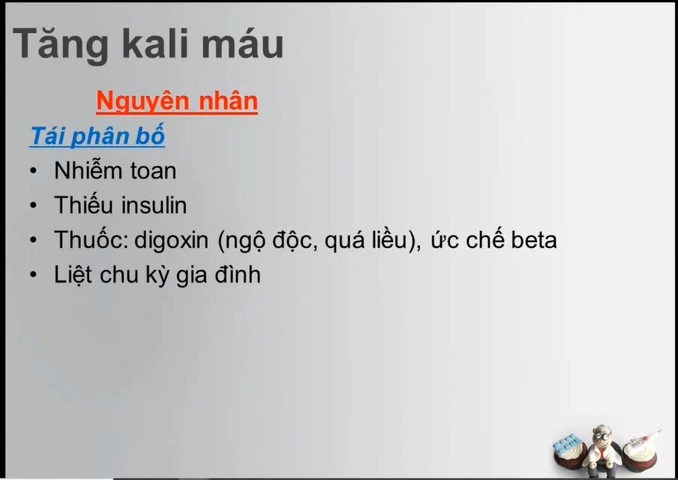 Tăng kali máu
Nguyên nhân
Tái phân bố
• Nhiễm toan
• Thiếu insulin
• Thuốc: digoxin (ngộ độc, quá liều), ức chế beta
• Liệt chu kỳ gia đình